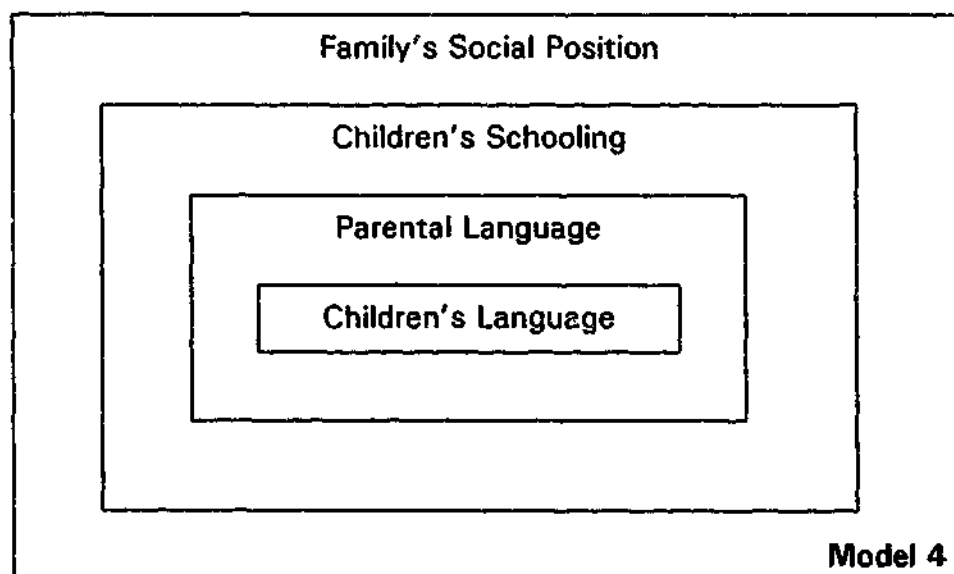 Family's Social Position
Children's Schooling
Parental Language
Children's Language
Model 4